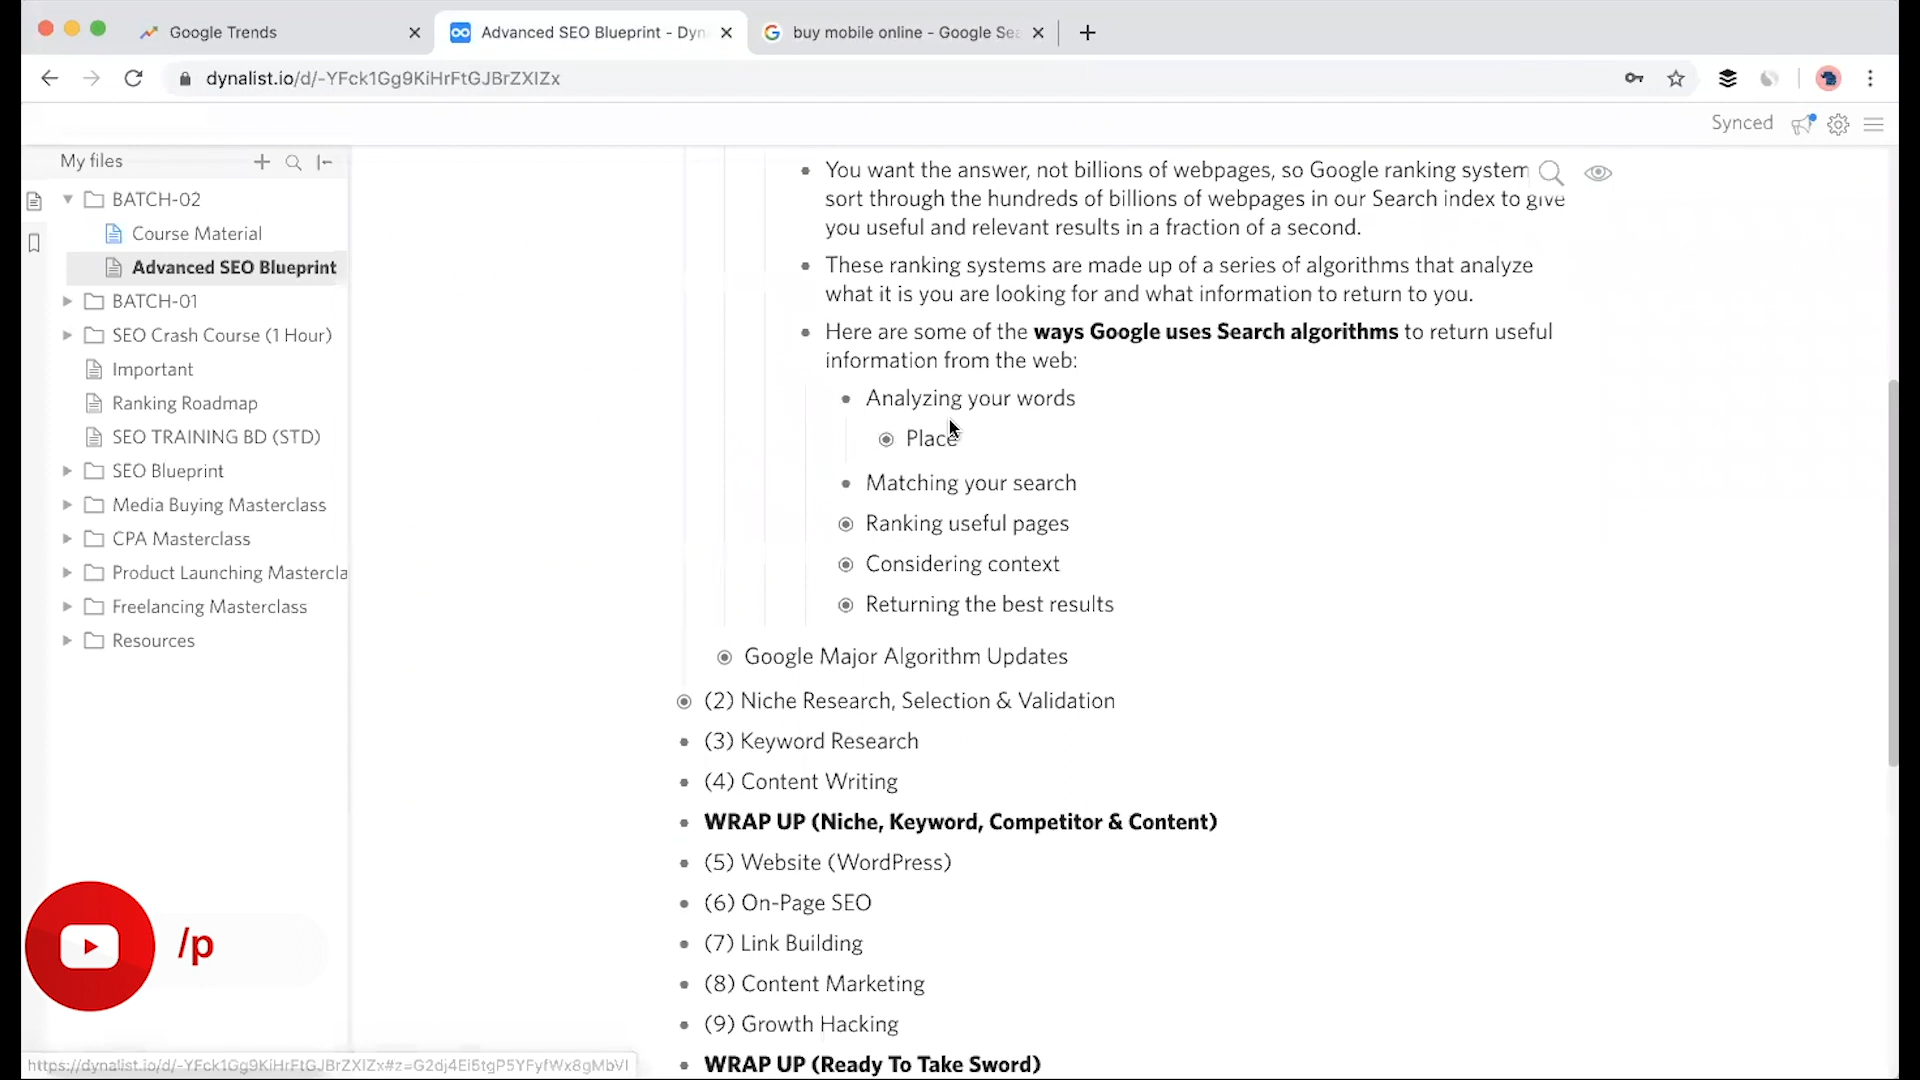 Google Trends
Advanced SEO Blueprint - Dyn
buy mobile online - Google Sea
dynalist.io/d/-YFck1Gg9KiHrFtGJBrZXIZx
Synced
My files
BATCH-02
Course Material
Advanced SEO Blueprint
BATCH-01
SEO Crash Course (1 Hour)
Important
Ranking Roadmap
SEO TRAINING BD (STD)
SEO Blueprint
Media Buying Masterclass
CPA Masterclass
Product Launching Mastercla
Freelancing Masterclass
Resources
You want the answer, not billions of webpages, so Google ranking system
sort through the hundreds of billions of webpages in our Search index to give
you useful and relevant results in a fraction of a second.
These ranking systems are made up of a series of algorithms that analyze
what it is you are looking for and what information to return to you.
Here are some of the ways Google uses Search algorithms to return useful
information from the web:
Analyzing your words
Place
Matching your search
Ranking useful pages
Considering context
Returning the best results
Google Major Algorithm Updates
(2) Niche Research, Selection & Validation
(3) Keyword Research
(4) Content Writing
WRAP UP (Niche, Keyword, Competitor & Content)
(5) Website (WordPress)
(6) On-Page SEO
(7) Link Building
(8) Content Marketing
(9) Growth Hacking
WRAP UP (Ready To Take Sword)
/p
https://dynalist.io/d/-YFck1Gg9KiHrFtGJBrZXIZx#z=G2dj4Ei5tgP5YFyfWx8gMbVI